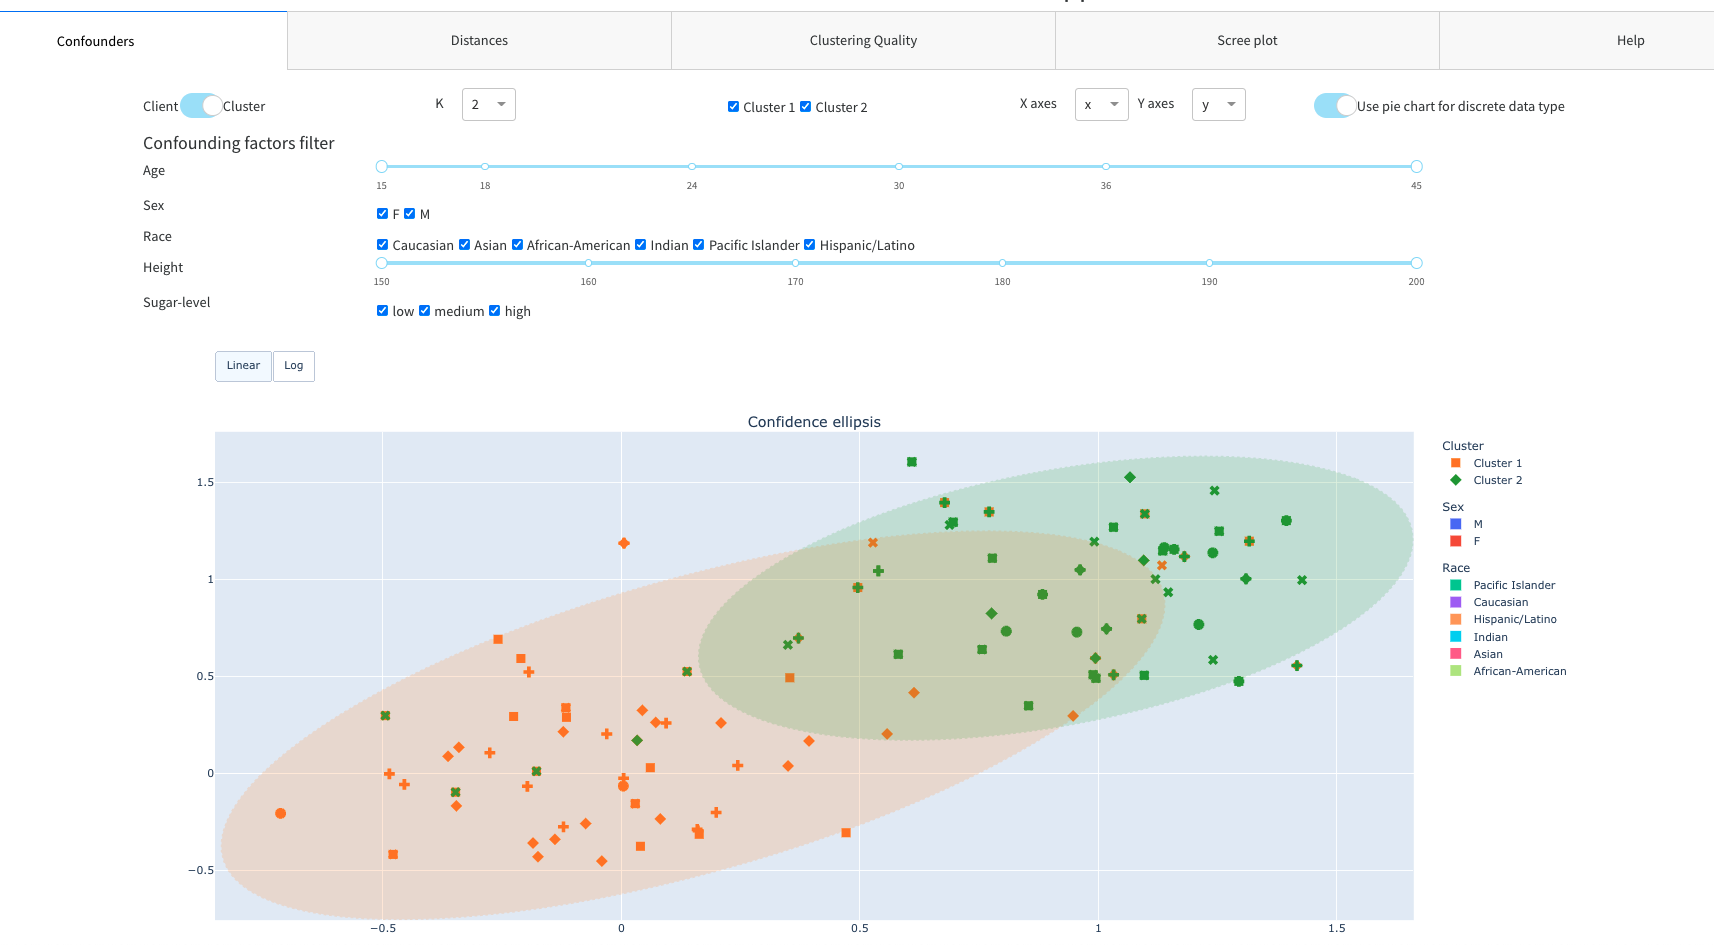 Confounders Distances Clustering Quality Scree plot Help
Client Cluster K 2 Cluster 1 Cluster 2 X axes x Y axes y Use pie chart for discrete data type
Confounding factors filter
Age
15 18 24 30 36 45
Sex
F M
Race
Caucasian Asian African-American Indian Pacific Islander Hispanic/Latino
Height
150 160 170 180 190 200
Sugar-level
low medium high
Linear Log
Confidence ellipsis
1.5
1
0.5
0
−0.5
−0.5 0 0.5 1 1.5
Cluster
Cluster 1
Cluster 2
Sex
M
F
Race
Pacific Islander
Caucasian
Hispanic/Latino
Indian
Asian
African-American